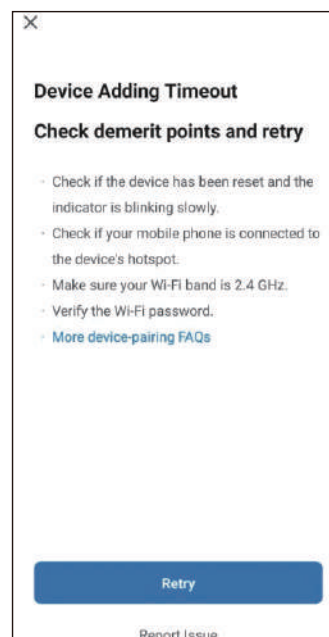 Device Adding Timeout
Check demerit points and retry
Check if the device has been reset and the
indicator is blinking slowly.
Check if your mobile phone is connected to
the device's hotspot.
Make sure your Wi-Fi band is 2.4 GHz.
Verify the Wi-Fi password.
More device-pairing FAQs
Retry
Report Issue